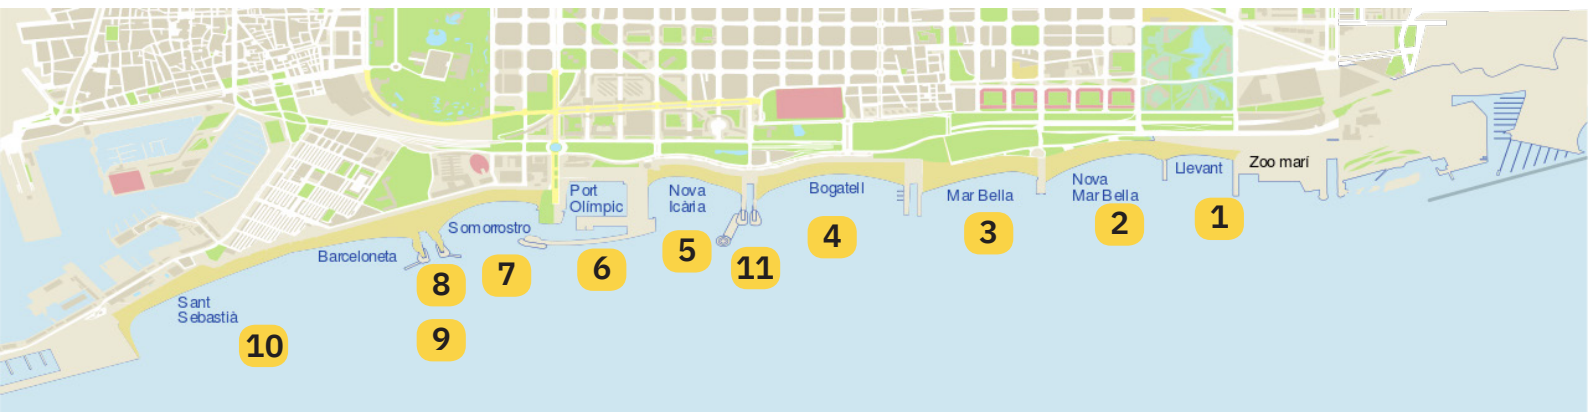 Zoo marí
Llevant
1
Nova
Mar Bella
2
Mar Bella
3
Bogatell
4
11
Nova
Icària
5
Port
Olímpic
6
Somorrostro
7
8
9
Barceloneta
Sant
Sebastià
10